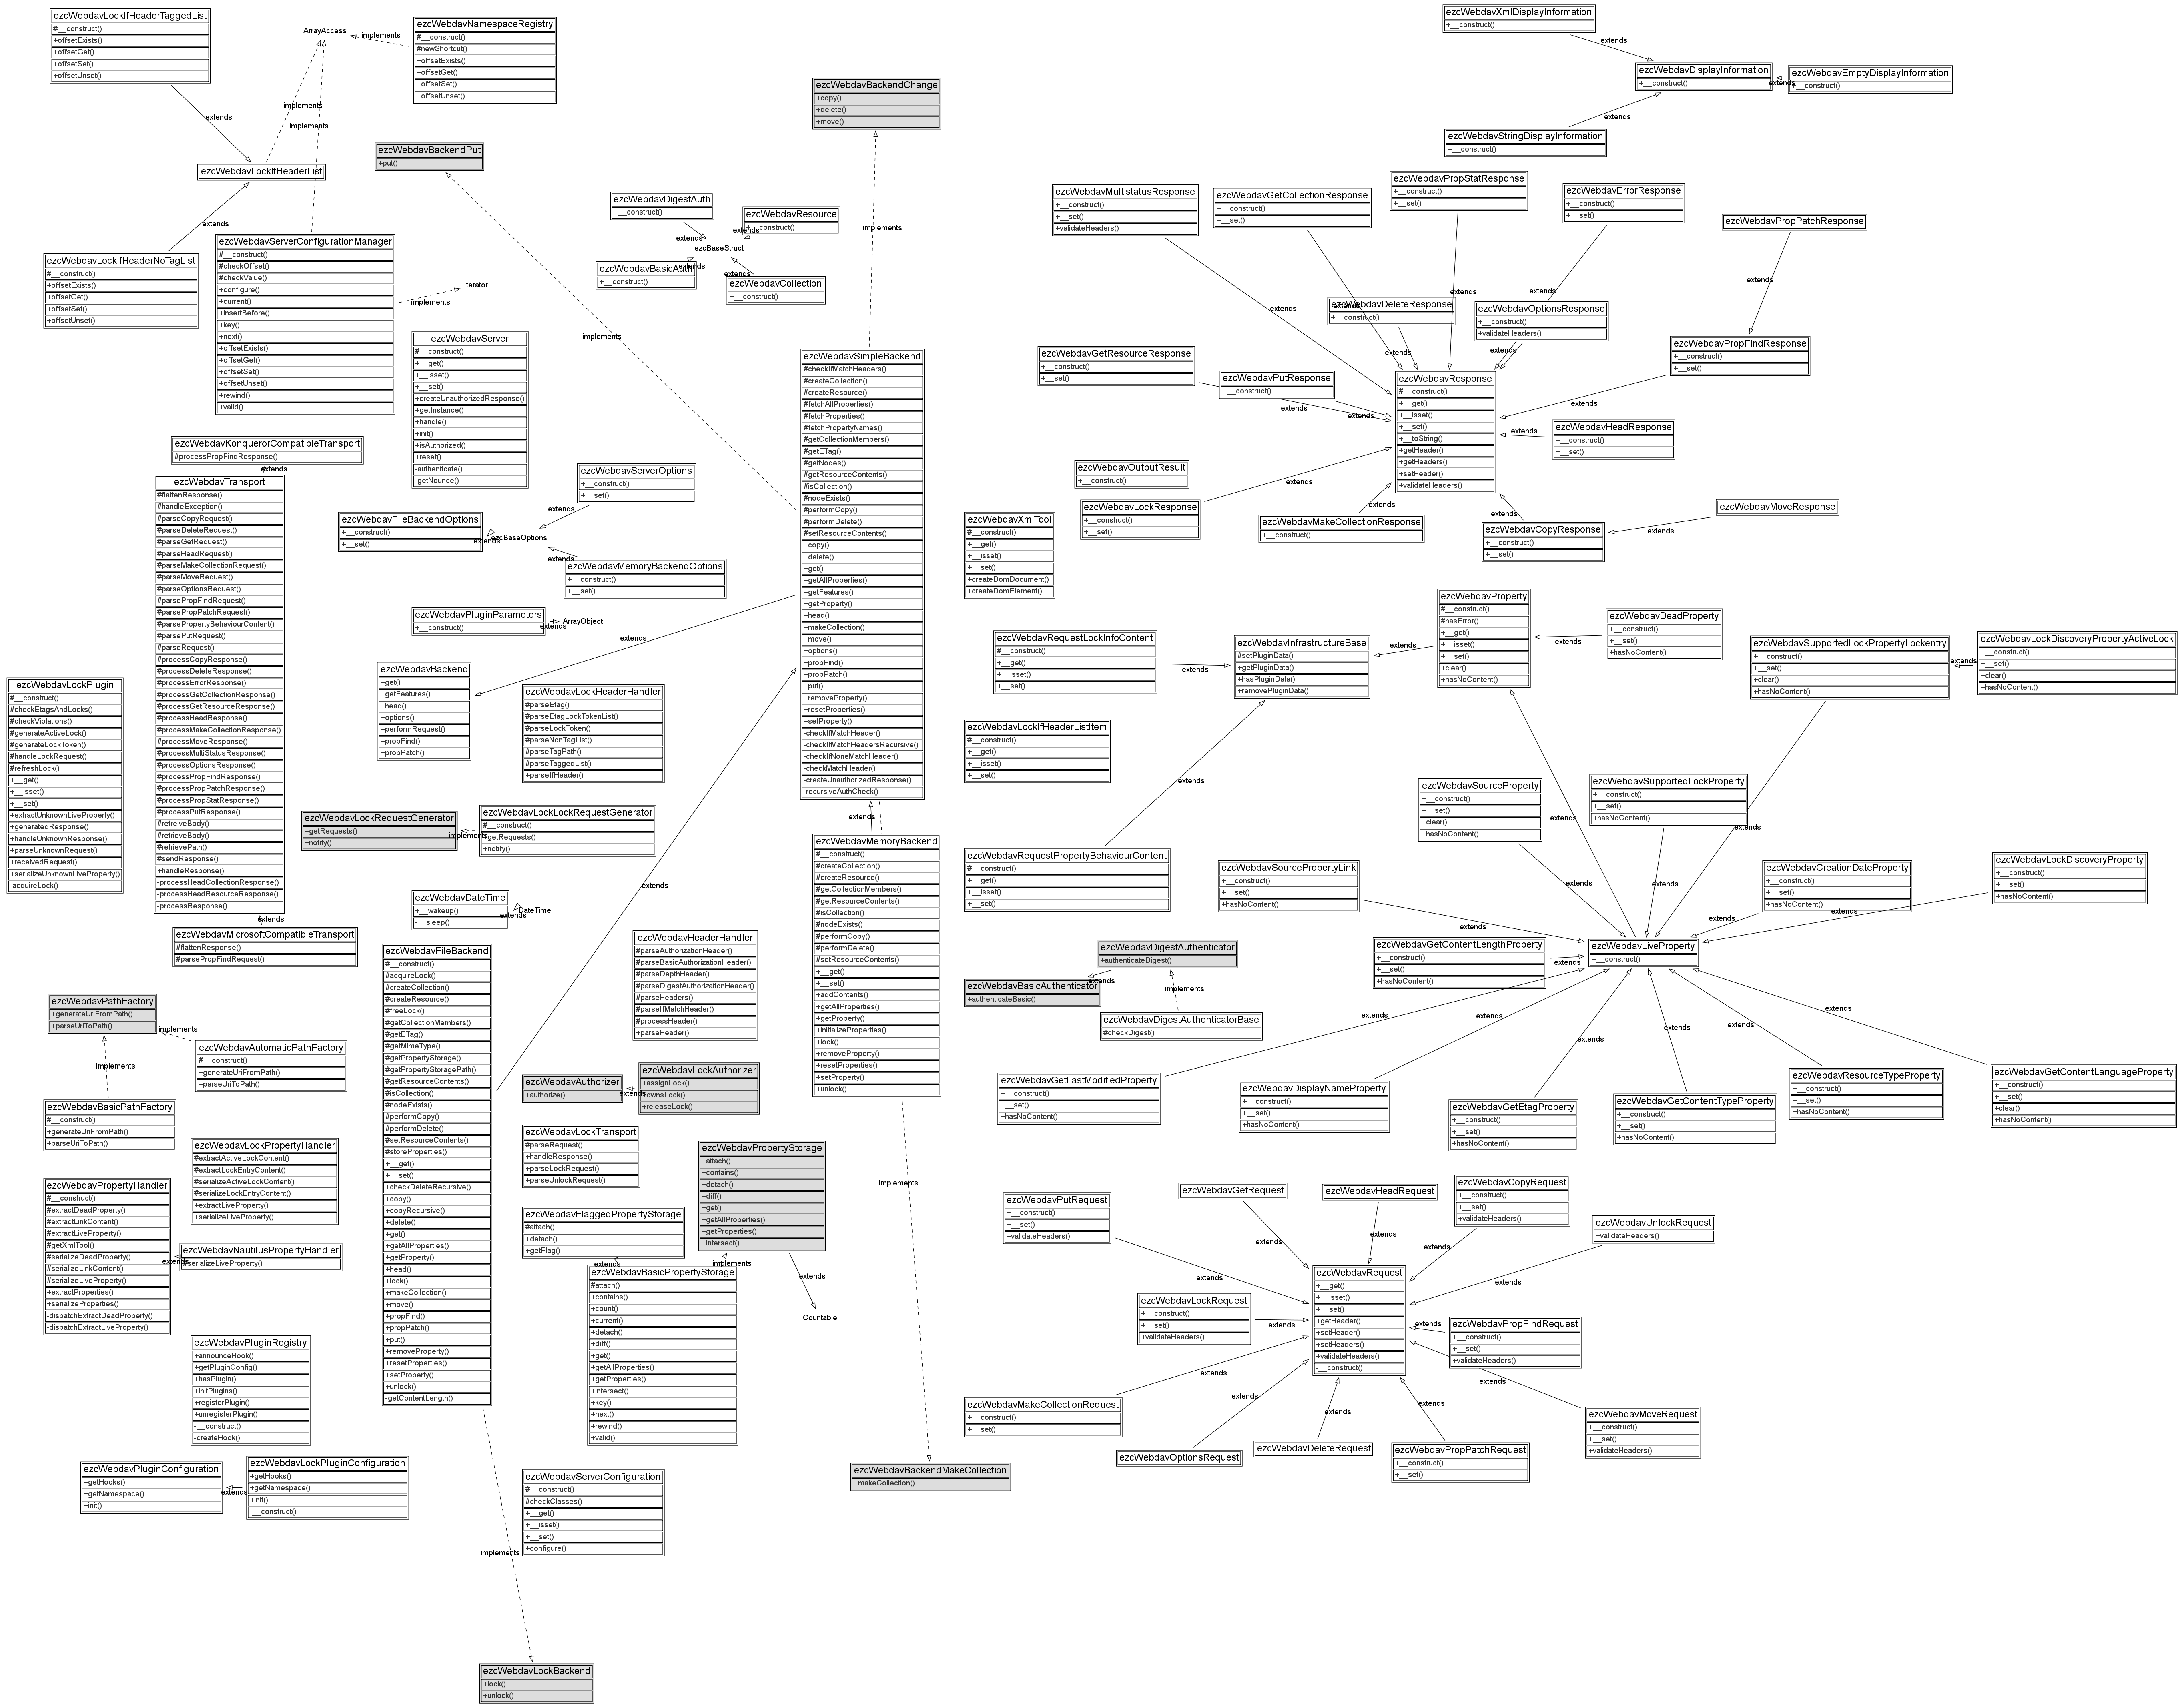 ezcWebdavLockIfHeaderTaggedList
#__construct()
+offsetExists()
+offsetGet()
+offsetSet()
+offsetUnset()
ArrayAccess
implements
ezcWebdavNamespaceRegistry
#__construct()
#newShortcut()
+offsetExists()
+offsetGet()
+offsetSet()
+offsetUnset()
implements
implements
extends
ezcWebdavLockIfHeaderList
extends
ezcWebdavLockIfHeaderNoTagList
#__construct()
+offsetExists()
+offsetGet()
+offsetSet()
+offsetUnset()
ezcWebdavServerConfigurationManager
#__construct()
#checkOffset()
#checkValue()
+configure()
+current()
+insertBefore()
+key()
+next()
+offsetExists()
+offsetGet()
+offsetSet()
+offsetUnset()
+rewind()
+valid()
Iterator
implements
ezcWebdavBackendPut
+put()
implements
ezcWebdavBackendChange
+copy()
+delete()
+move()
implements
ezcWebdavDigestAuth
+__construct()
ezcWebdavResource
+__construct()
extends
extends
ezcBaseStruct
ezcWebdavBasicAuth
+__construct()
extends
extends
ezcWebdavCollection
+__construct()
ezcWebdavServer
#__construct()
+__get()
+__isset()
+__set()
+createUnauthorizedResponse()
+getInstance()
+handle()
+init()
+isAuthorized()
+reset()
-authenticate()
-getNounce()
ezcWebdavServerOptions
+__construct()
+__set()
extends
ezcWebdavFileBackendOptions
+__construct()
+__set()
extends
ezcBaseOptions
extends
ezcWebdavMemoryBackendOptions
+__construct()
+__set()
ezcWebdavPluginParameters
+__construct()
extends
ArrayObject
ezcWebdavKonquerorCompatibleTransport
#processPropFindResponse()
extends
ezcWebdavTransport
#flattenResponse()
#handleException()
#parseCopyRequest()
#parseDeleteRequest()
#parseGetRequest()
#parseHeadRequest()
#parseMakeCollectionRequest()
#parseMoveRequest()
#parseOptionsRequest()
#parsePropFindRequest()
#parsePropPatchRequest()
#parsePropertyBehaviourContent()
#parsePutRequest()
#parseRequest()
#processCopyResponse()
#processDeleteResponse()
#processErrorResponse()
#processGetCollectionResponse()
#processGetResourceResponse()
#processHeadResponse()
#processMakeCollectionResponse()
#processMoveResponse()
#processMultiStatusResponse()
#processOptionsResponse()
#processPropFindResponse()
#processPropPatchResponse()
#processPropStatResponse()
#processPutResponse()
#retreiveBody()
#retrieveBody()
#retrievePath()
#sendResponse()
+handleResponse()
-processHeadCollectionResponse()
-processHeadResourceResponse()
-processResponse()
extends
ezcWebdavMicrosoftCompatibleTransport
#flattenResponse()
#parsePropFindRequest()
ezcWebdavLockPlugin
#__construct()
#checkEtagsAndLocks()
#checkViolations()
#generateActiveLock()
#generateLockToken()
#handleLockRequest()
#refreshLock()
+__get()
+__isset()
+__set()
+extractUnknownLiveProperty()
+generatedResponse()
+handleUnknownResponse()
+parseUnknownRequest()
+receivedRequest()
+serializeUnknownLiveProperty()
-acquireLock()
ezcWebdavSimpleBackend
#checkIfMatchHeaders()
#createCollection()
#createResource()
#fetchAllProperties()
#fetchProperties()
#fetchPropertyNames()
#getCollectionMembers()
#getETag()
#getNodes()
#getResourceContents()
#isCollection()
#nodeExists()
#performCopy()
#performDelete()
#setResourceContents()
+copy()
+delete()
+get()
+getAllProperties()
+getFeatures()
+getProperty()
+head()
+makeCollection()
+move()
+options()
+propFind()
+propPatch()
+put()
+removeProperty()
+resetProperties()
+setProperty()
-checkIfMatchHeader()
-checkIfMatchHeadersRecursive()
-checkIfNoneMatchHeader()
-checkMatchHeader()
-createUnauthorizedResponse()
-recursiveAuthCheck()
extends
ezcWebdavBackend
+get()
+getFeatures()
+head()
+options()
+performRequest()
+propFind()
+propPatch()
ezcWebdavLockHeaderHandler
#parseEtag()
#parseEtagLockTokenList()
#parseLockToken()
#parseNonTagList()
#parseTagPath()
#parseTaggedList()
+parseIfHeader()
ezcWebdavLockRequestGenerator
+getRequests()
+notify()
implements
ezcWebdavLockLockRequestGenerator
#__construct()
+getRequests()
+notify()
extends
extends
ezcWebdavMemoryBackend
#__construct()
#createCollection()
#createResource()
#getCollectionMembers()
#getResourceContents()
#isCollection()
#nodeExists()
#performCopy()
#performDelete()
#setResourceContents()
+__get()
+__set()
+addContents()
+getAllProperties()
+getProperty()
+initializeProperties()
+lock()
+removeProperty()
+resetProperties()
+setProperty()
+unlock()
implements
ezcWebdavBackendMakeCollection
+makeCollection()
ezcWebdavDateTime
+__wakeup()
-__sleep()
extends
DateTime
ezcWebdavFileBackend
#__construct()
#acquireLock()
#createCollection()
#createResource()
#freeLock()
#getCollectionMembers()
#getETag()
#getMimeType()
#getPropertyStorage()
#getPropertyStoragePath()
#getResourceContents()
#isCollection()
#nodeExists()
#performCopy()
#performDelete()
#setResourceContents()
#storeProperties()
+__get()
+__set()
+checkDeleteRecursive()
+copy()
+copyRecursive()
+delete()
+get()
+getAllProperties()
+getProperty()
+head()
+lock()
+makeCollection()
+move()
+propFind()
+propPatch()
+put()
+removeProperty()
+resetProperties()
+setProperty()
+unlock()
-getContentLength()
implements
ezcWebdavLockBackend
+lock()
+unlock()
ezcWebdavHeaderHandler
#parseAuthorizationHeader()
#parseBasicAuthorizationHeader()
#parseDepthHeader()
#parseDigestAuthorizationHeader()
#parseHeaders()
#parseIfMatchHeader()
#processHeader()
+parseHeader()
ezcWebdavAuthorizer
+authorize()
extends
ezcWebdavLockAuthorizer
+assignLock()
+ownsLock()
+releaseLock()
ezcWebdavLockTransport
#parseRequest()
+handleResponse()
+parseLockRequest()
+parseUnlockRequest()
ezcWebdavPropertyStorage
+attach()
+contains()
+detach()
+diff()
+get()
+getAllProperties()
+getProperties()
+intersect()
extends
Countable
ezcWebdavFlaggedPropertyStorage
#attach()
+detach()
+getFlag()
extends
implements
ezcWebdavBasicPropertyStorage
#attach()
+contains()
+count()
+current()
+detach()
+diff()
+get()
+getAllProperties()
+getProperties()
+intersect()
+key()
+next()
+rewind()
+valid()
ezcWebdavServerConfiguration
#__construct()
#checkClasses()
+__get()
+__isset()
+__set()
+configure()
ezcWebdavPathFactory
+generateUriFromPath()
+parseUriToPath()
implements
implements
ezcWebdavAutomaticPathFactory
#__construct()
+generateUriFromPath()
+parseUriToPath()
ezcWebdavBasicPathFactory
#__construct()
+generateUriFromPath()
+parseUriToPath()
ezcWebdavLockPropertyHandler
#extractActiveLockContent()
#extractLockEntryContent()
#serializeActiveLockContent()
#serializeLockEntryContent()
+extractLiveProperty()
+serializeLiveProperty()
ezcWebdavPropertyHandler
#__construct()
#extractDeadProperty()
#extractLinkContent()
#extractLiveProperty()
#getXmlTool()
#serializeDeadProperty()
#serializeLinkContent()
#serializeLiveProperty()
+extractProperties()
+serializeProperties()
-dispatchExtractDeadProperty()
-dispatchExtractLiveProperty()
extends
ezcWebdavNautilusPropertyHandler
#serializeLiveProperty()
ezcWebdavPluginRegistry
+announceHook()
+getPluginConfig()
+hasPlugin()
+initPlugins()
+registerPlugin()
+unregisterPlugin()
-__construct()
-createHook()
ezcWebdavPluginConfiguration
+getHooks()
+getNamespace()
+init()
extends
ezcWebdavLockPluginConfiguration
+getHooks()
+getNamespace()
+init()
-__construct()
ezcWebdavXmlDisplayInformation
+__construct()
extends
ezcWebdavDisplayInformation
+__construct()
extends
ezcWebdavEmptyDisplayInformation
+__construct()
extends
ezcWebdavStringDisplayInformation
+__construct()
ezcWebdavMultistatusResponse
+__construct()
+__set()
+validateHeaders()
ezcWebdavGetCollectionResponse
+__construct()
+__set()
ezcWebdavPropStatResponse
+__construct()
+__set()
ezcWebdavErrorResponse
+__construct()
+__set()
ezcWebdavPropPatchResponse
extends
extends
extends
extends
extends
ezcWebdavDeleteResponse
+__construct()
ezcWebdavOptionsResponse
+__construct()
+validateHeaders()
ezcWebdavPropFindResponse
+__construct()
+__set()
extends
extends
extends
ezcWebdavGetResourceResponse
+__construct()
+__set()
ezcWebdavPutResponse
+__construct()
extends
extends
ezcWebdavResponse
#__construct()
+__get()
+__isset()
+__set()
+__toString()
+getHeader()
+getHeaders()
+setHeader()
+validateHeaders()
extends
ezcWebdavHeadResponse
+__construct()
+__set()
ezcWebdavOutputResult
+__construct()
extends
ezcWebdavLockResponse
+__construct()
+__set()
extends
ezcWebdavMakeCollectionResponse
+__construct()
extends
ezcWebdavCopyResponse
+__construct()
+__set()
extends
ezcWebdavMoveResponse
ezcWebdavXmlTool
#__construct()
+__get()
+__isset()
+__set()
+createDomDocument()
+createDomElement()
ezcWebdavRequestLockInfoContent
#__construct()
+__get()
+__isset()
+__set()
extends
ezcWebdavInfrastructureBase
#setPluginData()
+getPluginData()
+hasPluginData()
+removePluginData()
extends
ezcWebdavProperty
#__construct()
#hasError()
+__get()
+__isset()
+__set()
+clear()
+hasNoContent()
extends
ezcWebdavDeadProperty
+__construct()
+__set()
+hasNoContent()
ezcWebdavSupportedLockPropertyLockentry
+__construct()
+__set()
+clear()
+hasNoContent()
extends
ezcWebdavLockDiscoveryPropertyActiveLock
+__construct()
+__set()
+clear()
+hasNoContent()
ezcWebdavLockIfHeaderListItem
#__construct()
+__get()
+__isset()
+__set()
extends
ezcWebdavRequestPropertyBehaviourContent
#__construct()
+__get()
+__isset()
+__set()
ezcWebdavSourceProperty
+__construct()
+__set()
+clear()
+hasNoContent()
ezcWebdavSupportedLockProperty
+__construct()
+__set()
+hasNoContent()
extends
extends
extends
extends
ezcWebdavSourcePropertyLink
+__construct()
+__set()
+hasNoContent()
extends
ezcWebdavCreationDateProperty
+__construct()
+__set()
+hasNoContent()
extends
ezcWebdavLockDiscoveryProperty
+__construct()
+__set()
+hasNoContent()
extends
ezcWebdavGetContentLengthProperty
+__construct()
+__set()
+hasNoContent()
extends
ezcWebdavLiveProperty
+__construct()
ezcWebdavDigestAuthenticator
+authenticateDigest()
extends
ezcWebdavBasicAuthenticator
+authenticateBasic()
implements
ezcWebdavDigestAuthenticatorBase
#checkDigest()
extends
extends
extends
extends
extends
extends
ezcWebdavGetLastModifiedProperty
+__construct()
+__set()
+hasNoContent()
ezcWebdavDisplayNameProperty
+__construct()
+__set()
+hasNoContent()
ezcWebdavGetEtagProperty
+__construct()
+__set()
+hasNoContent()
ezcWebdavGetContentTypeProperty
+__construct()
+__set()
+hasNoContent()
ezcWebdavResourceTypeProperty
+__construct()
+__set()
+hasNoContent()
ezcWebdavGetContentLanguageProperty
+__construct()
+__set()
+clear()
+hasNoContent()
ezcWebdavPutRequest
+__construct()
+__set()
+validateHeaders()
ezcWebdavGetRequest
ezcWebdavHeadRequest
ezcWebdavCopyRequest
+__construct()
+__set()
+validateHeaders()
ezcWebdavUnlockRequest
+validateHeaders()
extends
extends
extends
extends
extends
ezcWebdavRequest
+__get()
+__isset()
+__set()
+getHeader()
+setHeader()
+setHeaders()
+validateHeaders()
-__construct()
ezcWebdavLockRequest
+__construct()
+__set()
+validateHeaders()
extends
extends
ezcWebdavPropFindRequest
+__construct()
+__set()
+validateHeaders()
extends
extends
extends
extends
extends
ezcWebdavMakeCollectionRequest
+__construct()
+__set()
ezcWebdavOptionsRequest
ezcWebdavDeleteRequest
ezcWebdavPropPatchRequest
+__construct()
+__set()
ezcWebdavMoveRequest
+__construct()
+__set()
+validateHeaders()